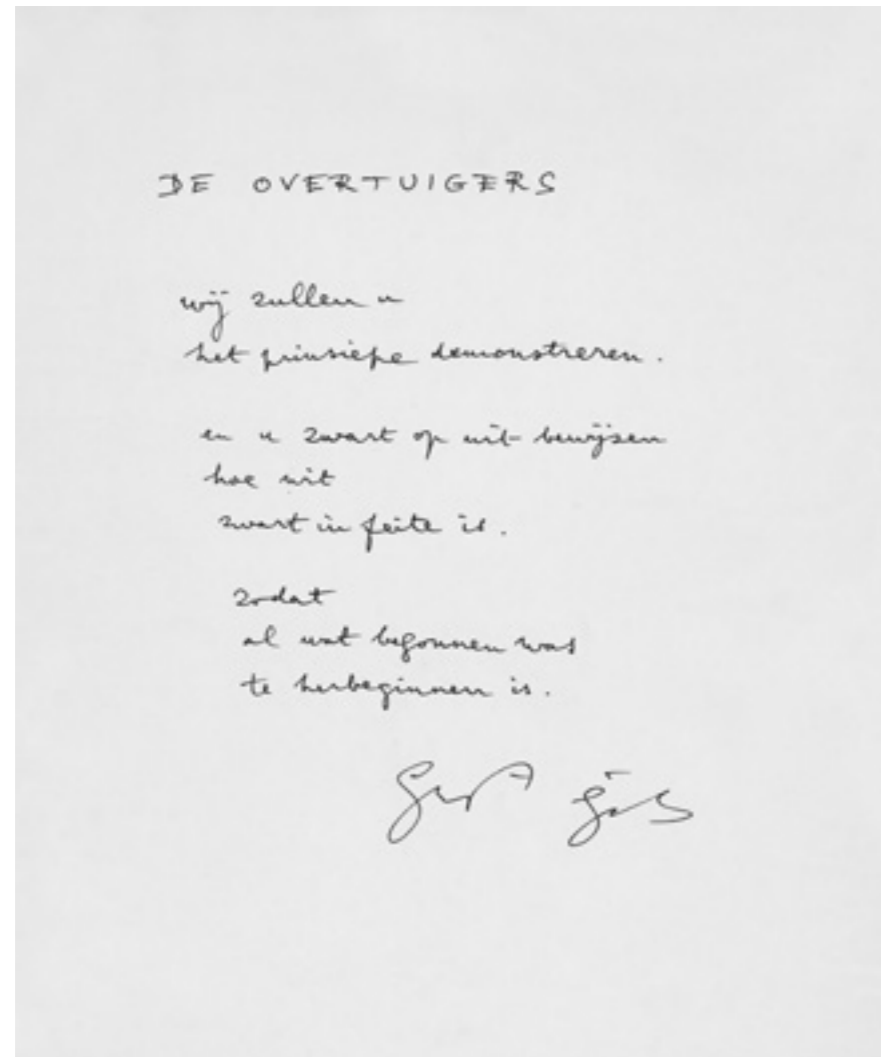 DE OVERTUIGERS
wij zullen u
het prinsiepe demonstreren.
en u zwart op wit bewijzen
hoe wit
zwart in feite is.
zodat
al wat begonnen was
te herbeginnen is.